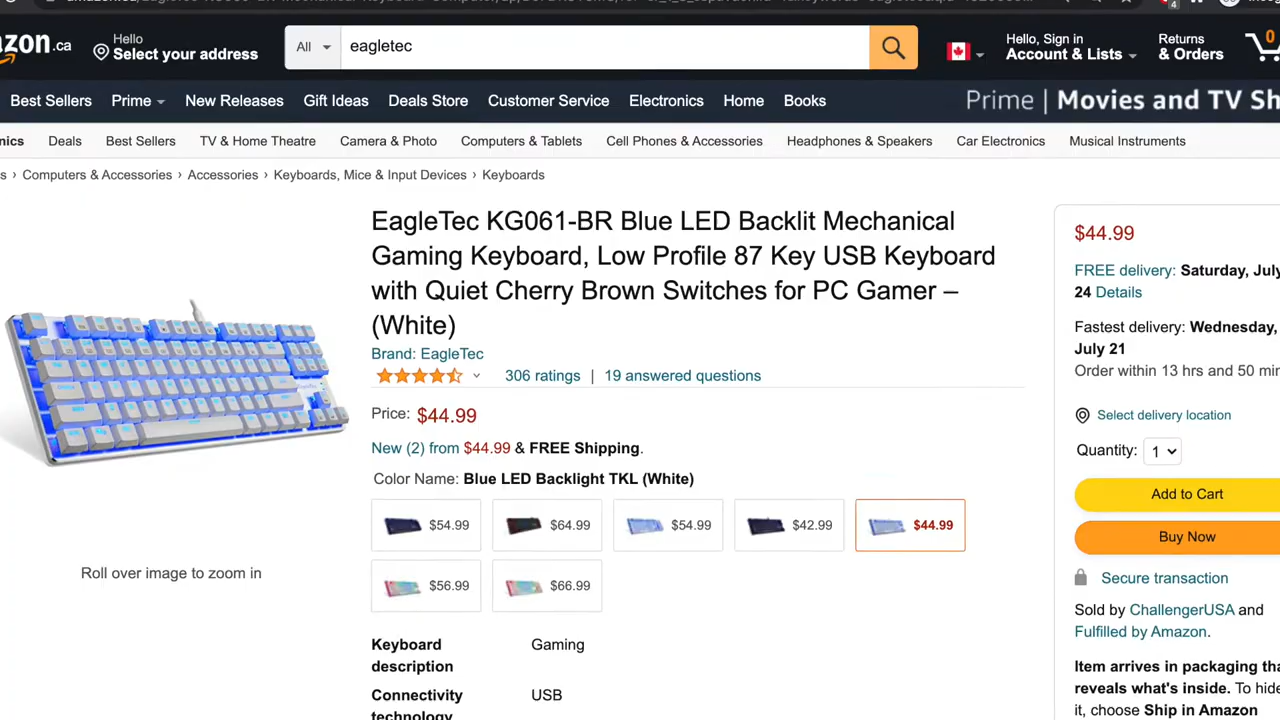 zon.ca
Hello
Select your address
All
eagletec
Hello, Sign in
Account & Lists
Returns
& Orders
0
4
Best Sellers
Prime
New Releases
Gift Ideas
Deals Store
Customer Service
Electronics
Home
Books
Prime | Movies and TV Sh
nics
Deals
Best Sellers
TV & Home Theatre
Camera & Photo
Computers & Tablets
Cell Phones & Accessories
Headphones & Speakers
Car Electronics
Musical Instruments
s › Computers & Accessories › Accessories › Keyboards, Mice & Input Devices › Keyboards
EagleTec KG061-BR Blue LED Backlit Mechanical
Gaming Keyboard, Low Profile 87 Key USB Keyboard
with Quiet Cherry Brown Switches for PC Gamer –
(White)
Brand: EagleTec
306 ratings | 19 answered questions
Price: $44.99
New (2) from $44.99 & FREE Shipping.
Color Name: Blue LED Backlight TKL (White)
$54.99
$64.99
$54.99
$42.99
$44.99
$56.99
$66.99
Keyboard
description
Gaming
Connectivity
technology
USB
Roll over image to zoom in
$44.99
FREE delivery: Saturday, July
24 Details
Fastest delivery: Wednesday,
July 21
Order within 13 hrs and 50 min
Select delivery location
Quantity: 1
Add to Cart
Buy Now
Secure transaction
Sold by ChallengerUSA and
Fulfilled by Amazon.
Item arrives in packaging tha
reveals what's inside. To hide
it, choose Ship in Amazon